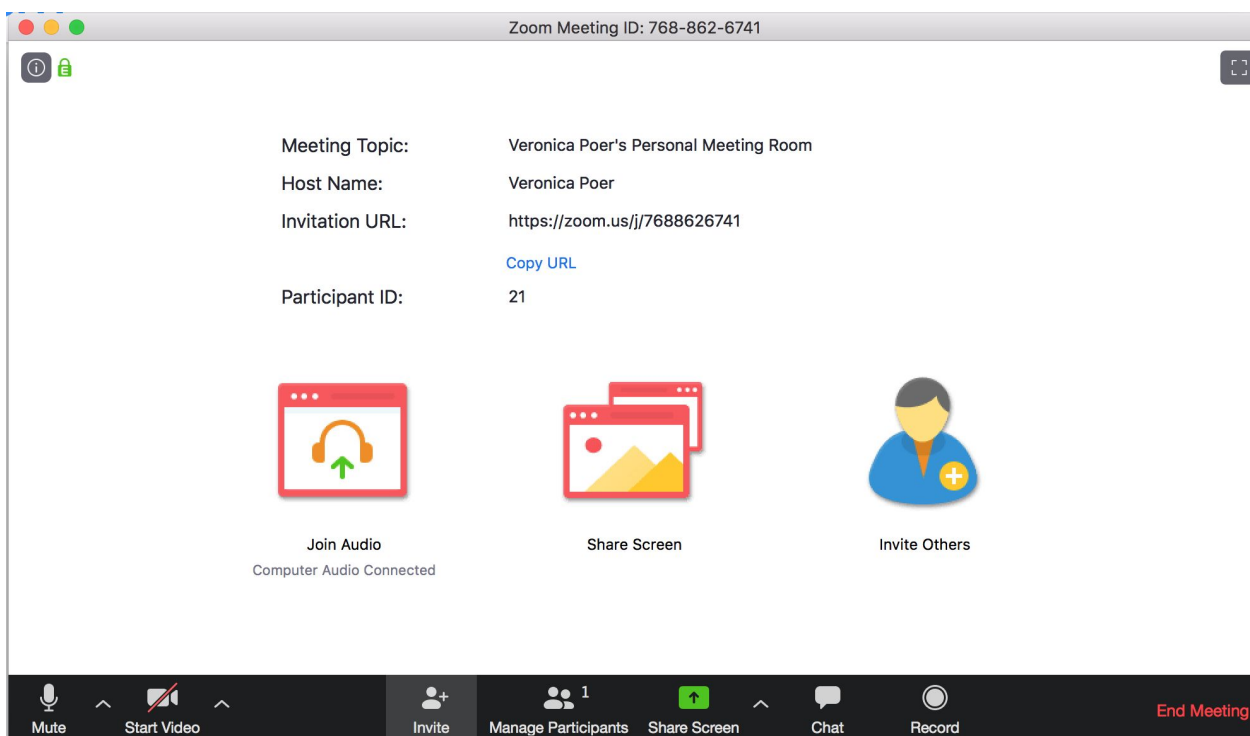 Zoom Meeting ID: 768-862-6741
Meeting Topic: Veronica Poer's Personal Meeting Room
Host Name: Veronica Poer
Invitation URL: https://zoom.us/j/7688626741
Copy URL
Participant ID: 21
Join Audio Share Screen Invite Others
Computer Audio Connected
1
Mute Start Video Invite Manage Participants Share Screen Chat Record End Meeting